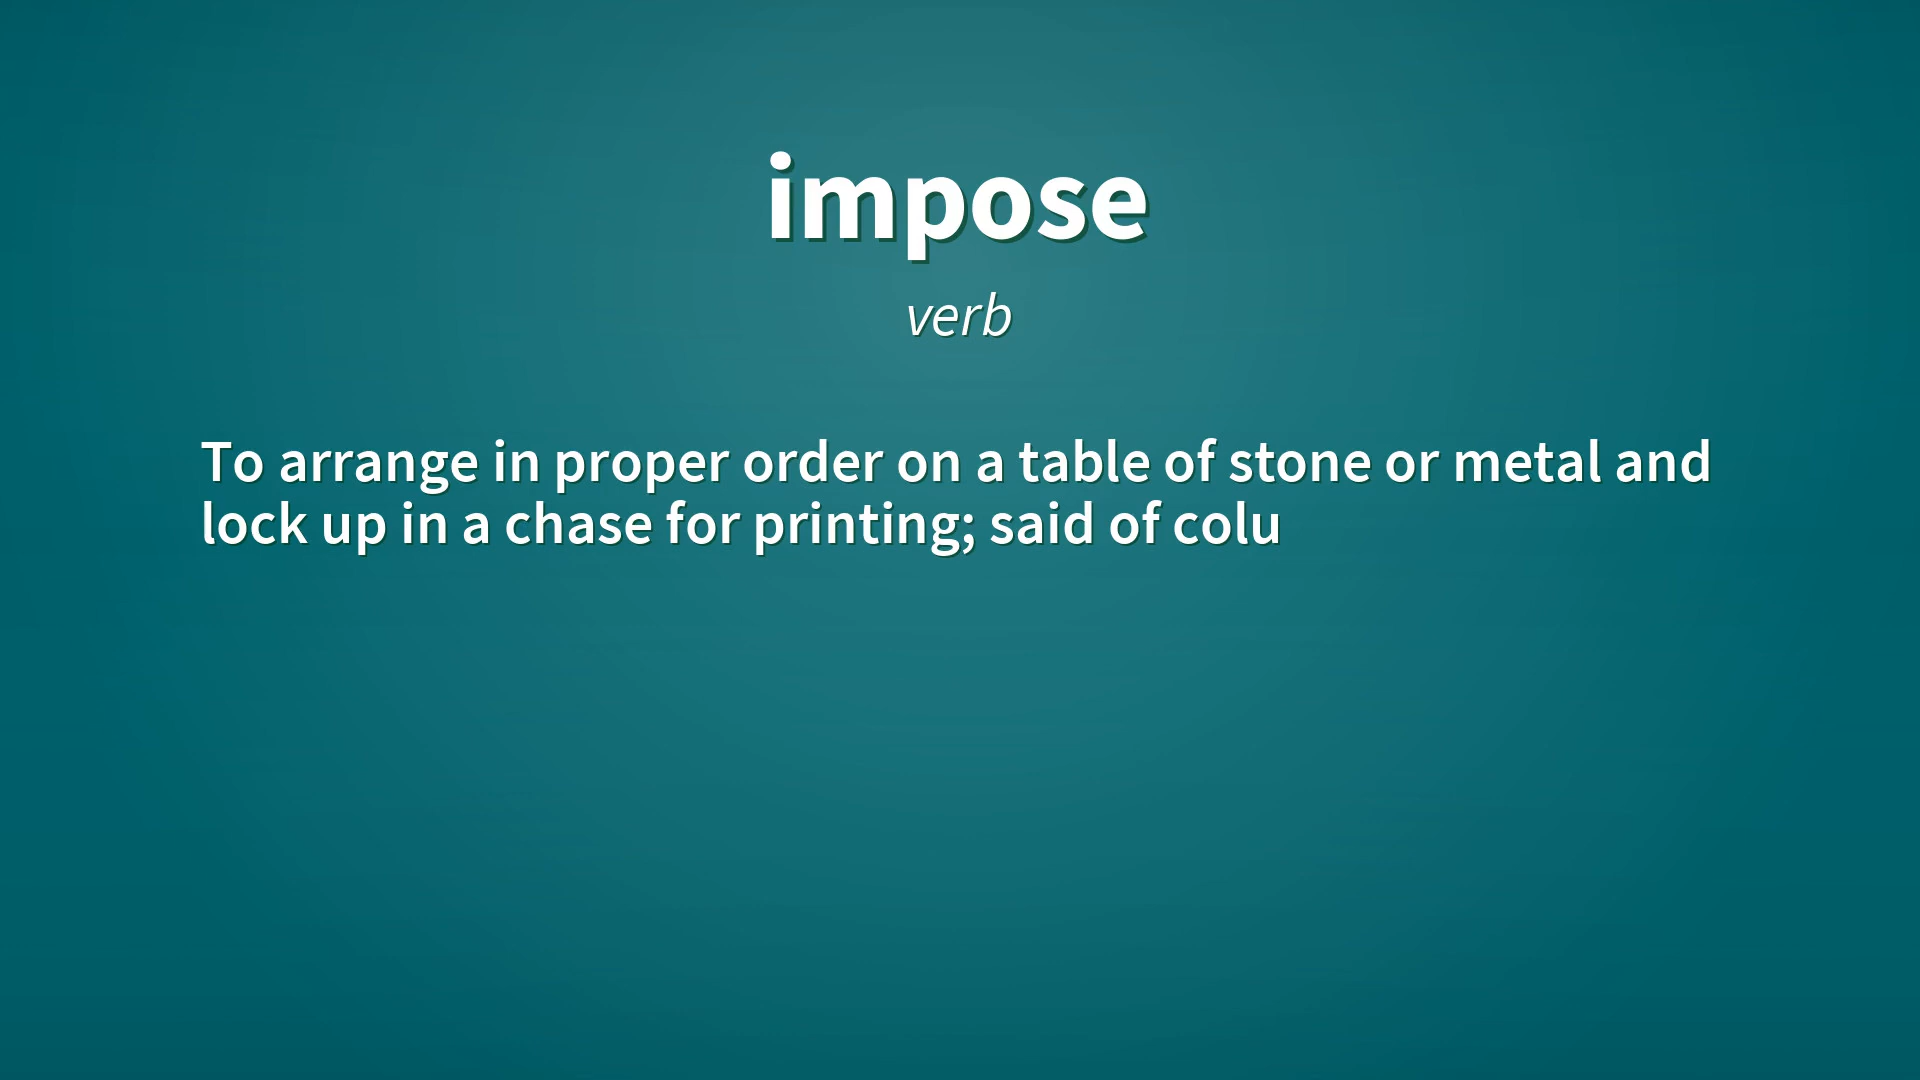 impose
verb
To arrange in proper order on a table of stone or metal and
lock up in a chase for printing; said of colu